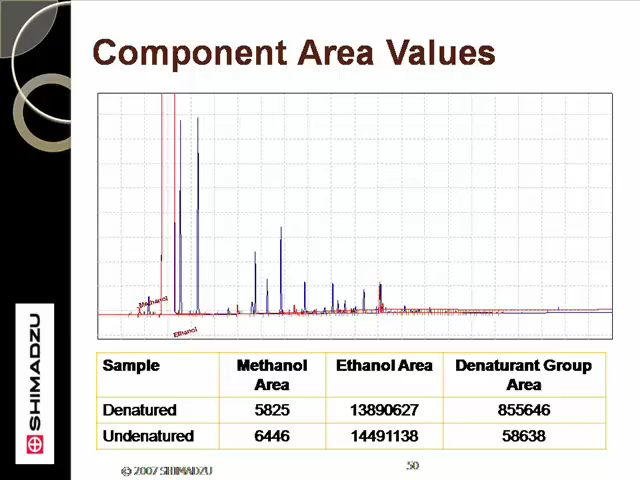 Component Area Values
Methanol
Ethanol
SHIMADZU
Sample Methanol Area Ethanol Area Denaturant Group Area
Denatured 5825 13890627 855646
Undenatured 6446 14491138 58638
© 2007 SHIMADZU 50